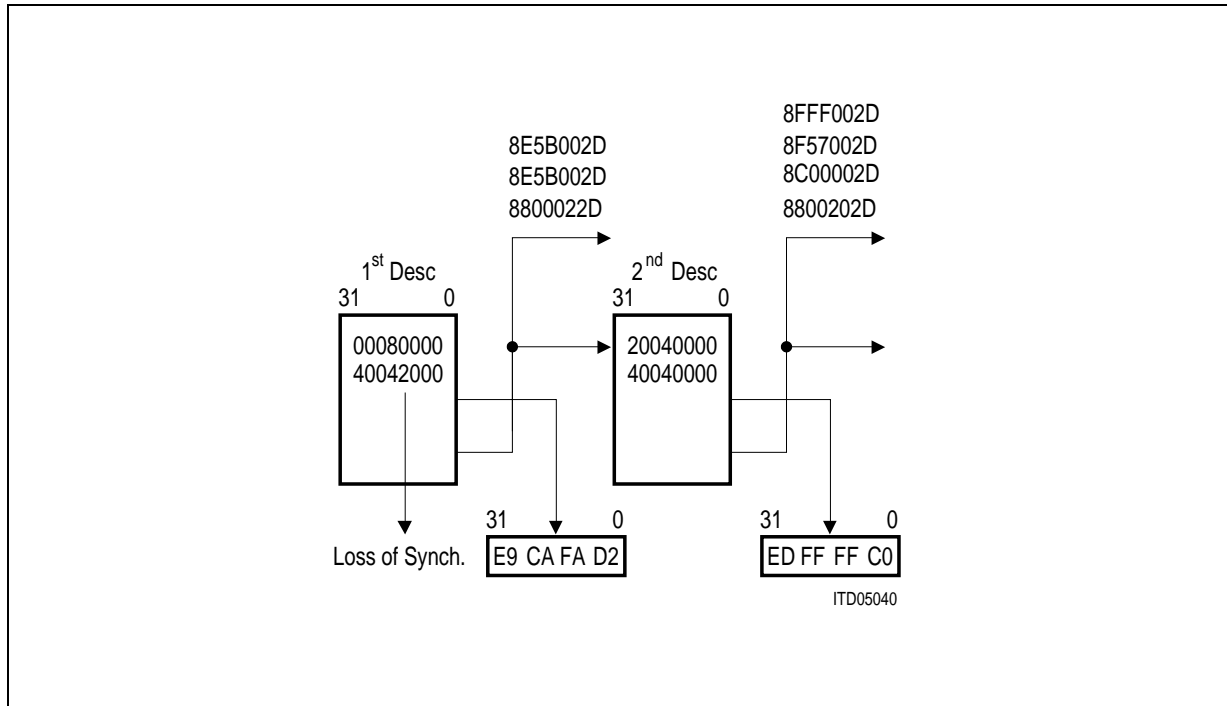 8FFF002D
8E5B002D
8F57002D
8E5B002D
8C00002D
8800022D
8800202D
1st Desc
2nd Desc
31 0
31 0
00080000
20040000
40042000
40040000
31 0
31 0
Loss of Synch.
E9 CA FA D2
ED FF FF C0
ITD05040